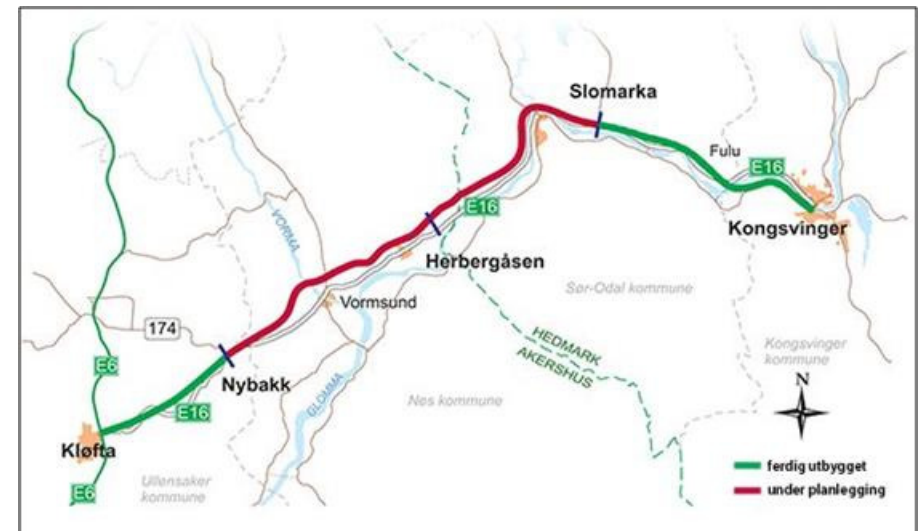 Slomarka
Fulu
E16
Kongsvinger
E16
Herbergåsen
VORMA
Sør-Odal kommune
Vormsund
174
HEDMARK
AKERSHUS
Kongsvinger
kommune
E6
Nybakk
GLOMMA
Nes kommune
N
E16
Kløfta
Ullensaker
kommune
E6
ferdig utbygget
under planlegging